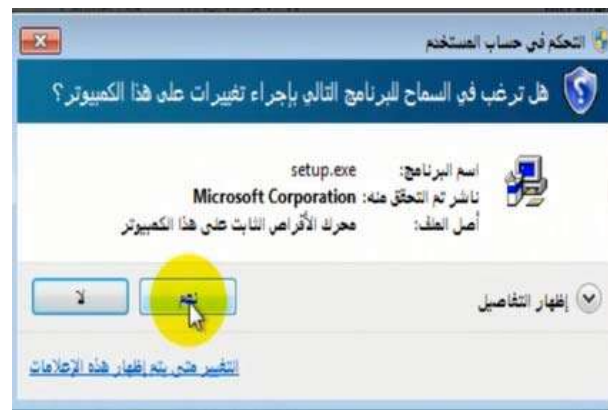 التحكم في حساب المستخدم
هل ترغب في السماح للبرنامج التالي بإجراء تغييرات على هذا الكمبيوتر؟
اسم البرنامج: setup.exe
ناشر تم التحقق منه: Microsoft Corporation
أصل الملف: محرك الأقراص الثابت على هذا الكمبيوتر
إظهار التفاصيل
نعم
لا
التغيير متى يتم إظهار هذه الإعلامات